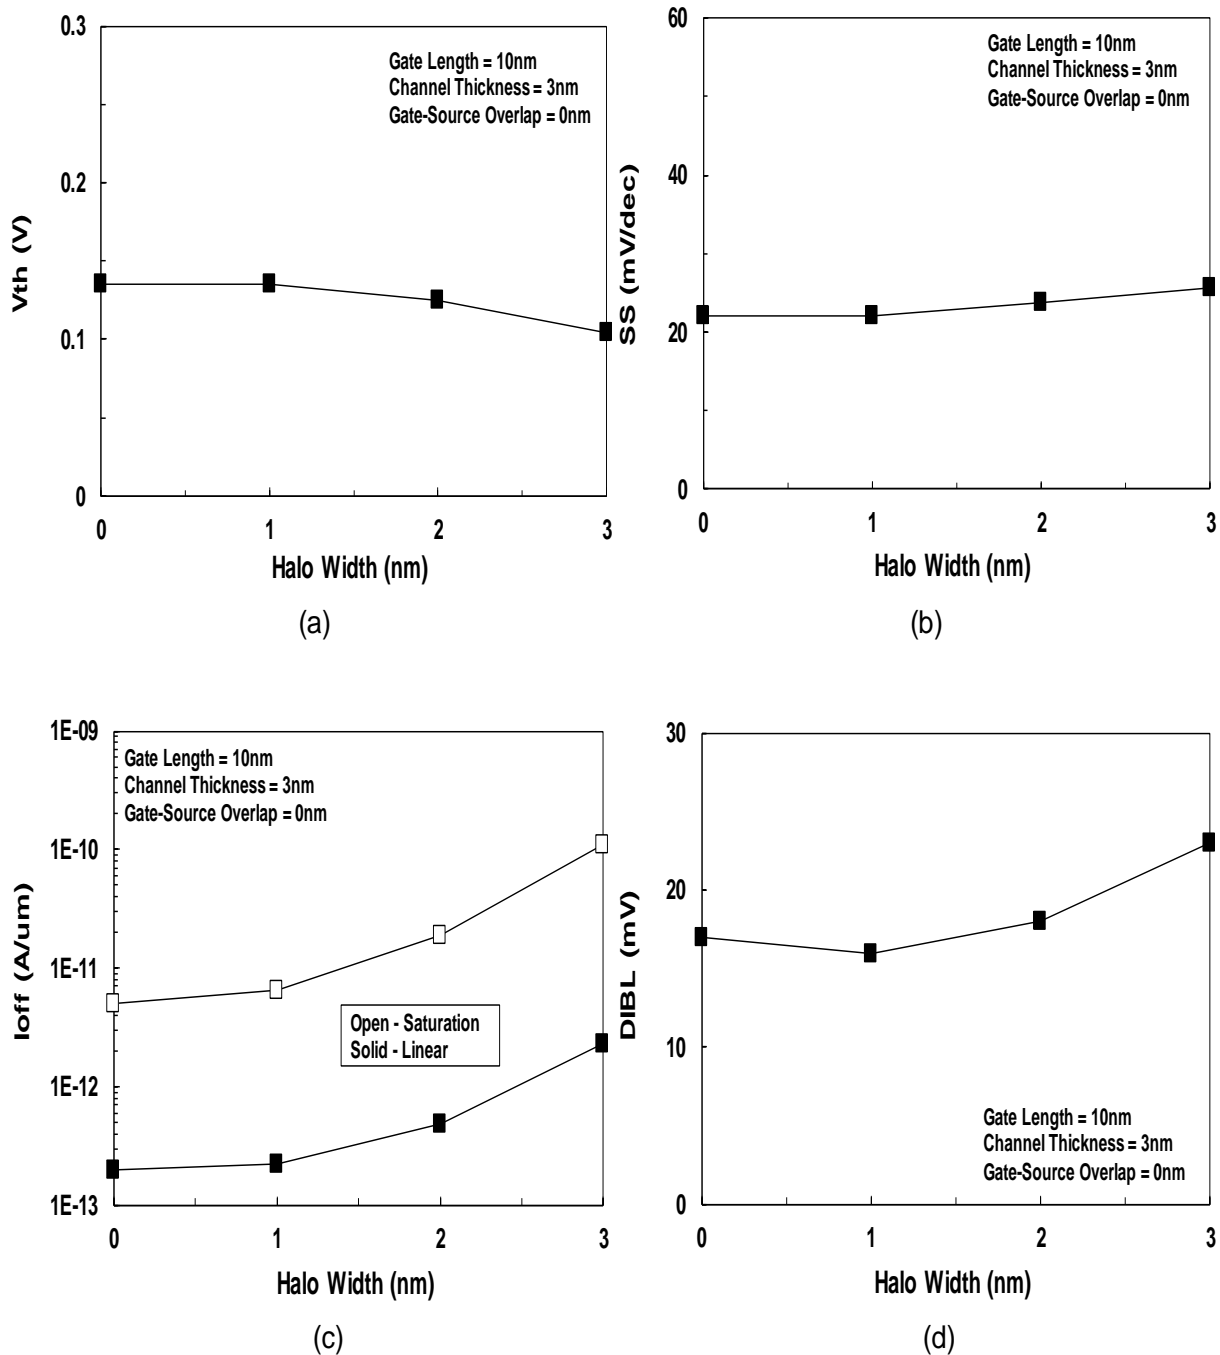 0.3
0.2
0.1
0
Vth (V)
Gate Length = 10nm
Channel Thickness = 3nm
Gate-Source Overlap = 0nm
0 1 2 3
Halo Width (nm)
(a)
60
40
20
0
SS (mV/dec)
Gate Length = 10nm
Channel Thickness = 3nm
Gate-Source Overlap = 0nm
0 1 2 3
Halo Width (nm)
(b)
1E-09
1E-10
1E-11
1E-12
1E-13
Ioff (A/um)
Gate Length = 10nm
Channel Thickness = 3nm
Gate-Source Overlap = 0nm
Open - Saturation
Solid - Linear
0 1 2 3
Halo Width (nm)
(c)
30
20
10
0
DIBL (mV)
Gate Length = 10nm
Channel Thickness = 3nm
Gate-Source Overlap = 0nm
0 1 2 3
Halo Width (nm)
(d)